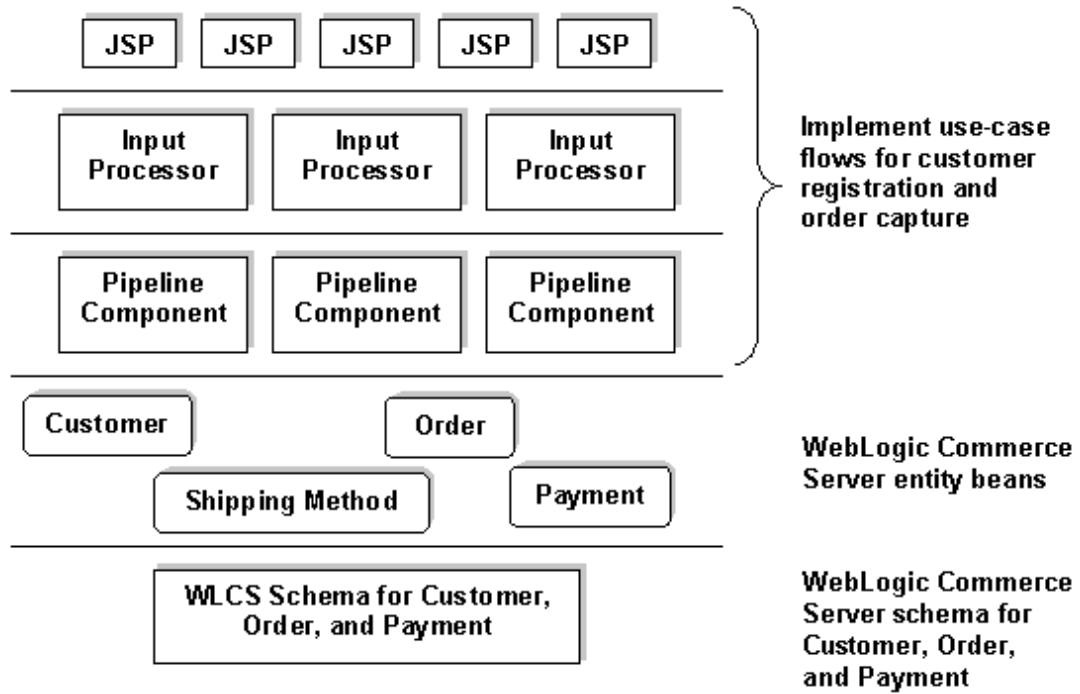 JSP JSP JSP JSP JSP
Input Processor
Input Processor
Input Processor
Implement use-case
flows for customer
registration and
order capture
Pipeline Component
Pipeline Component
Pipeline Component
Customer
Order
Shipping Method
Payment
WebLogic Commerce
Server entity beans
WLCS Schema for Customer,
Order, and Payment
WebLogic Commerce
Server schema for
Customer, Order,
and Payment